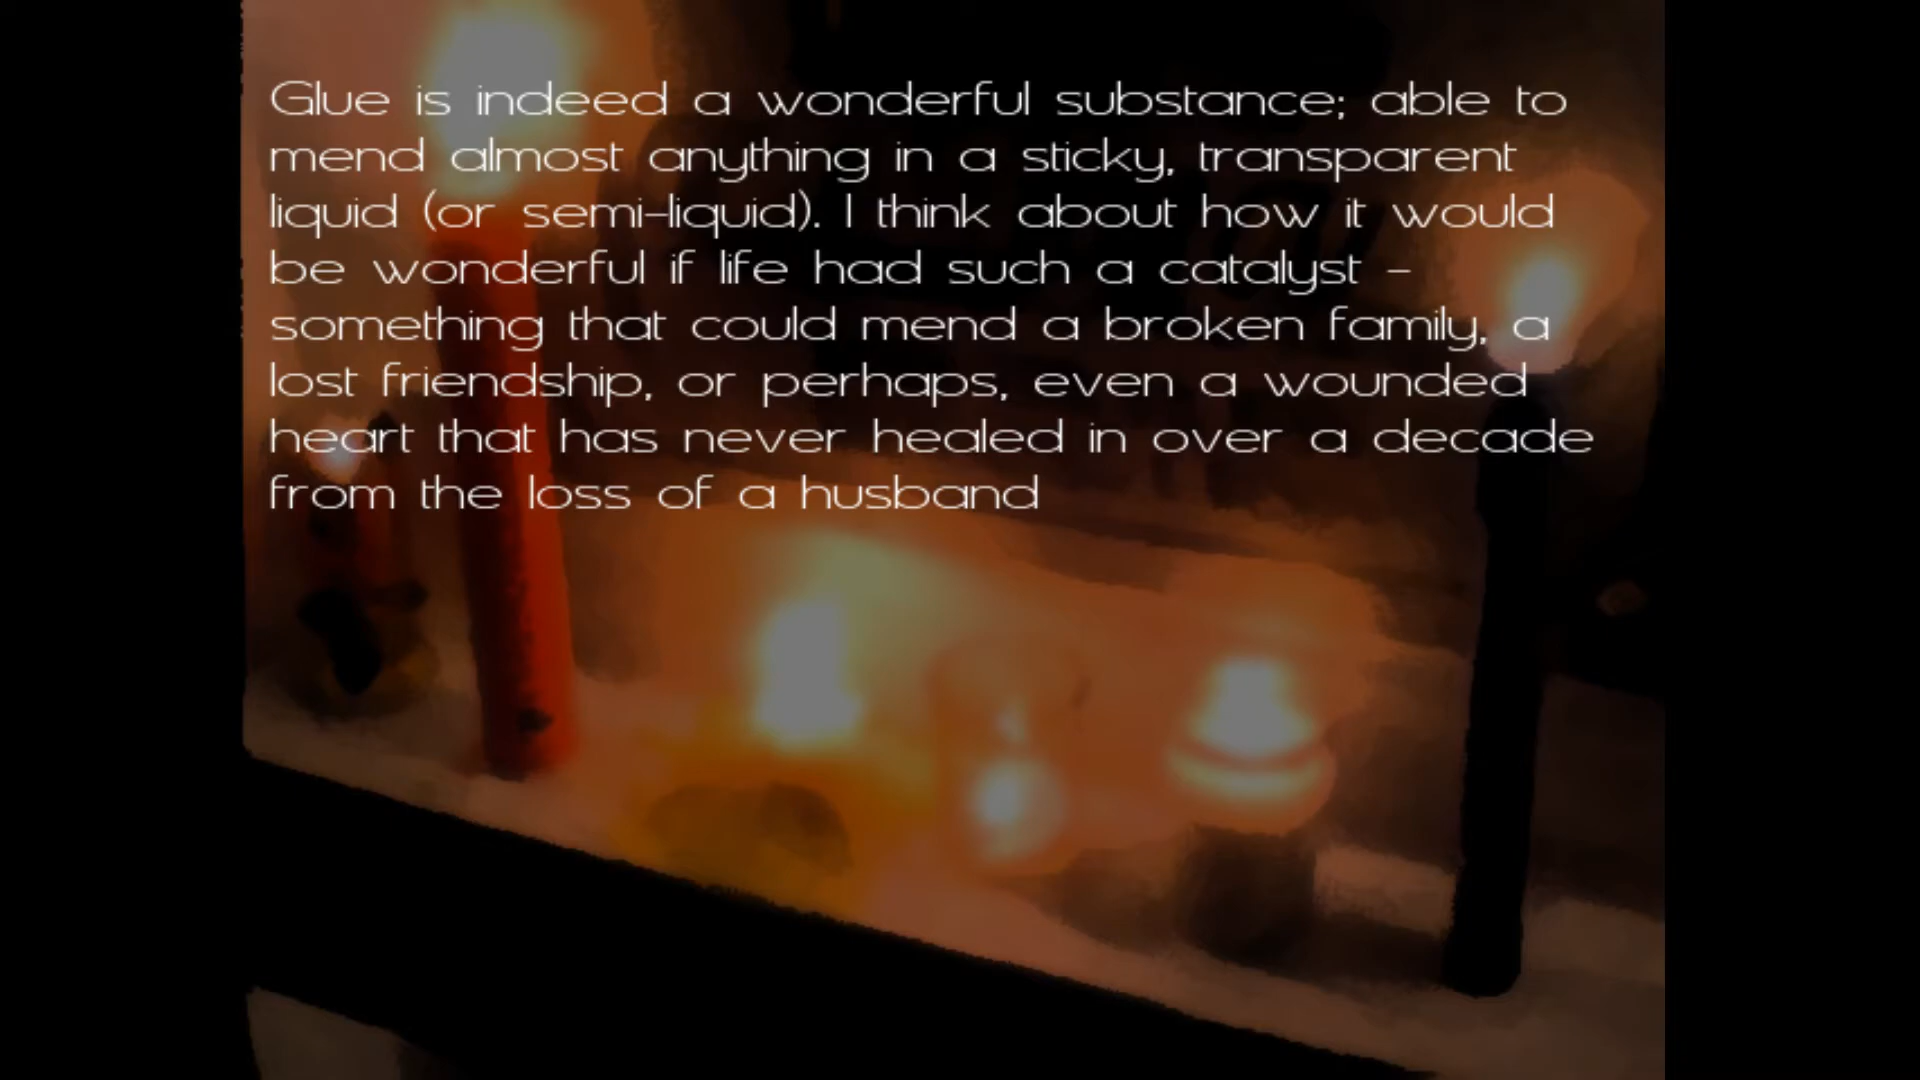 Glue is indeed a wonderful substance; able to
mend almost anything in a sticky, transparent
liquid (or semi-liquid). I think about how it would
be wonderful if life had such a catalyst -
something that could mend a broken family, a
lost friendship, or perhaps, even a wounded
heart that has never healed in over a decade
from the loss of a husband